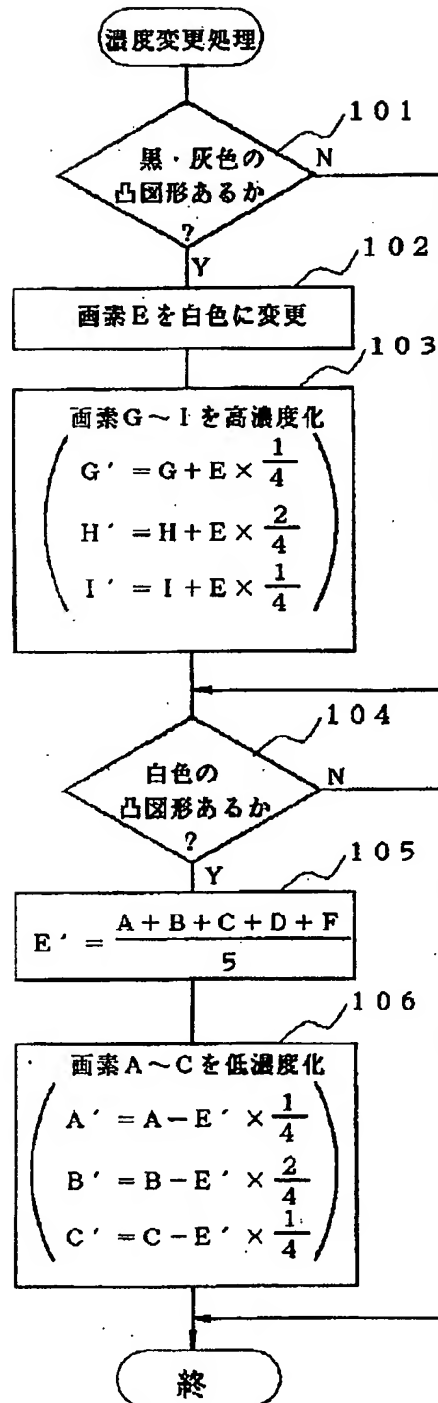 濃度変更処理
101
黒・灰色の
凸図形あるか
?
N
Y
102
画素Eを白色に変更
103
画素G～Iを高濃度化
G′＝G＋E×1/4
H′＝H＋E×2/4
I′＝I＋E×1/4
104
白色の
凸図形あるか
?
N
Y
105
E′＝A＋B＋C＋D＋F/5
106
画素A～Cを低濃度化
A′＝A－E′×1/4
B′＝B－E′×2/4
C′＝C－E′×1/4
終